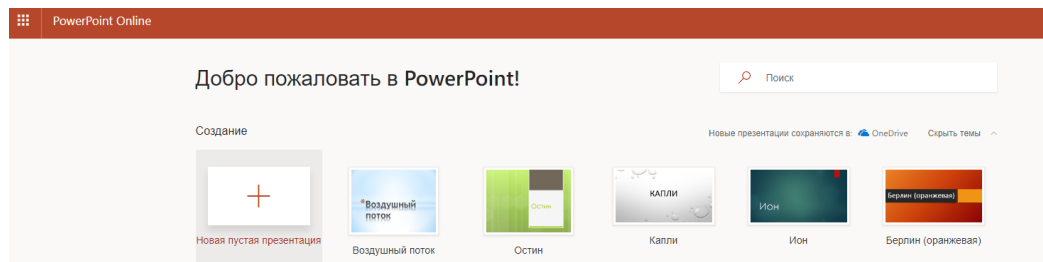 PowerPoint Online
Добро пожаловать в PowerPoint!
Поиск
Создание
Новые презентации сохраняются в: OneDrive Скрыть темы
Воздушный
поток
Остин
КАПЛИ
Ион
Берлин (оранжевая)
Новая пустая презентация
Воздушный поток
Остин
Капли
Ион
Берлин (оранжевая)